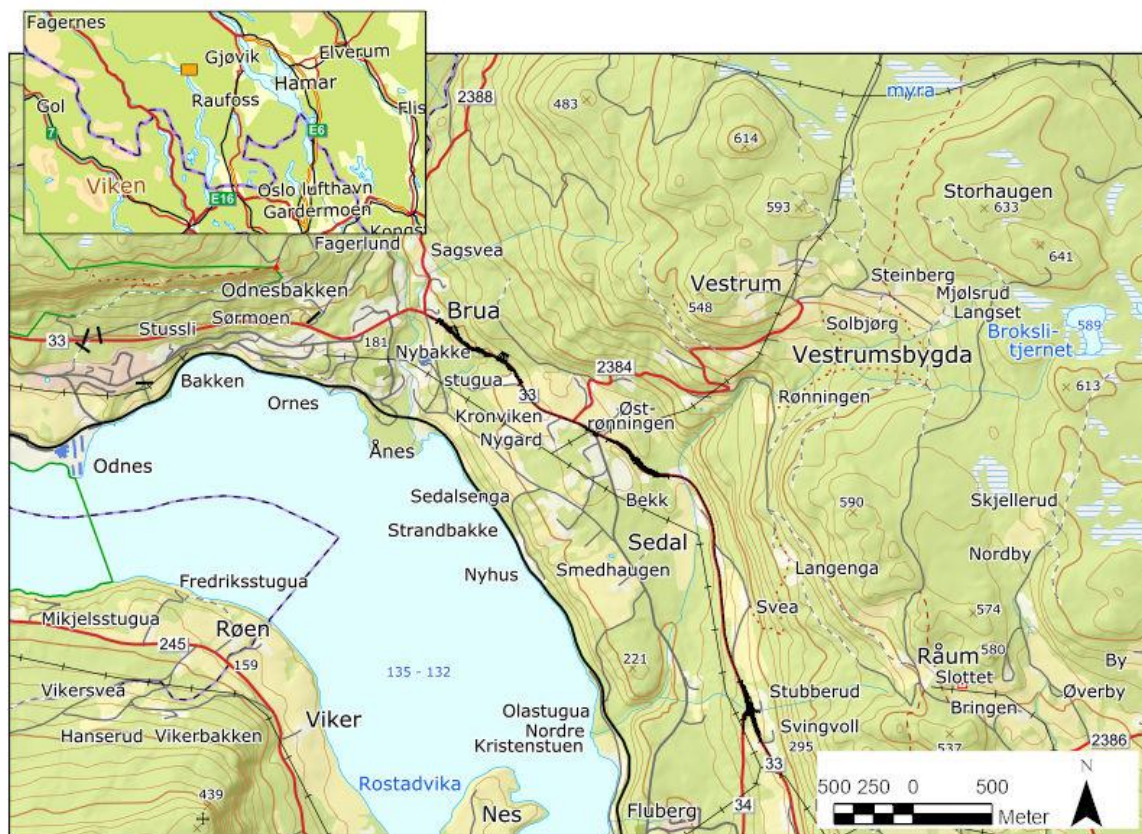 Fagernes
Gjøvik
Elverum
Hamar
Raufoss
Gol
Flis
7
E6
Viken
E16
Oslo lufthavn
Gardermoen
Kongs
Fagerlund
2388
483
614
myra
Storhaugen
633
593
641
Sagsvea
Odnesbakken
Vestrum
Steinberg
Mjølsrud
Langset
548
Brua
Sørmoen
Stussli
33
Solbjørg
Broksli-
tjernet
589
181
Nybakke
Vestrumsbygda
stugua
2384
33
613
Bakken
Rønningen
Ornes
Kronviken
Øst-
rønningen
Nygard
Ånes
Odnes
Sedalsenga
Bekk
590
Skjellerud
Strandbakke
Sedal
Nordby
Nyhus
Smedhaugen
Langenga
Fredriksstugua
Svea
574
Mikjelsstugua
Røen
245
159
135 - 132
221
Råum
580
By
Slottet
Vikersvea
Stubberud
Øverby
Viker
Olastugua
Bringen
Hanserud
Vikerbakken
Nordre
Svingvoll
Kristenstuen
295
537
2386
Rostadvika
33
439
34
Nes
Fluberg
N
500 250 0 500
Meter